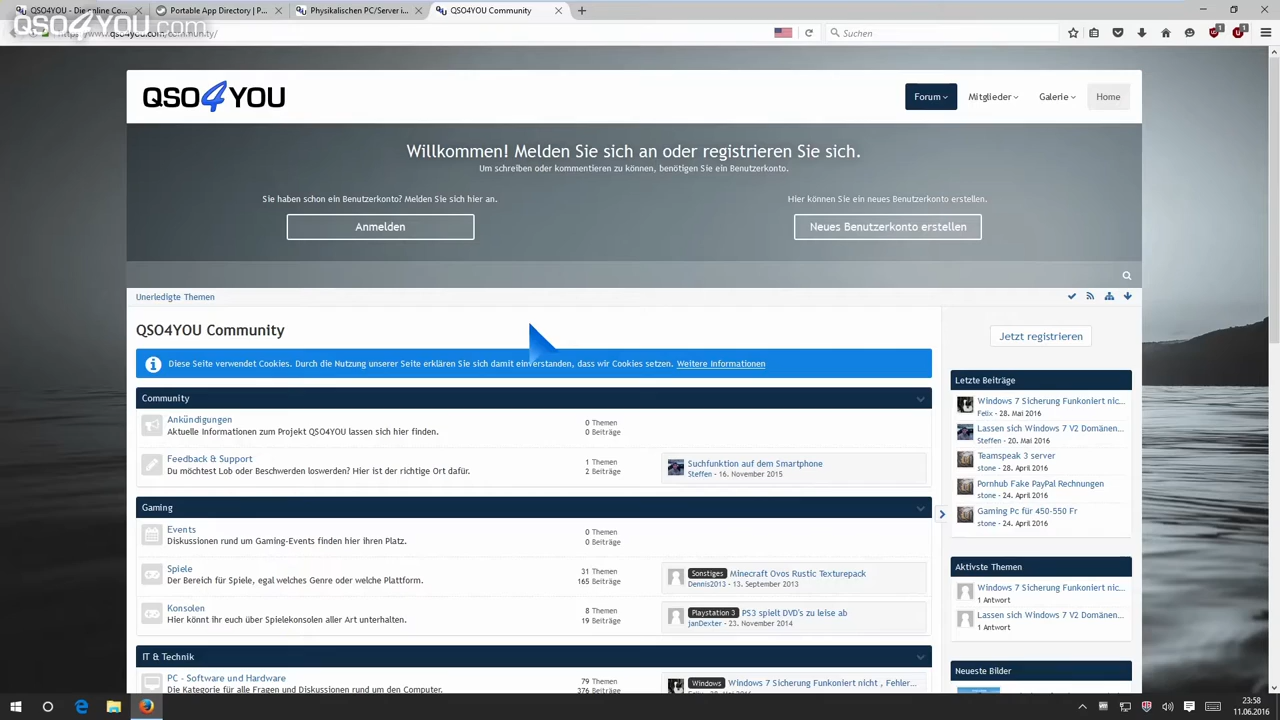 QSO4YOU - Die online Co...
Portable App Directory | P...
Physikalischen PC/Server i...
QSO4YOU Community
QSO4YOU.com
qso4you.com/community/
Suchen
QSO4YOU
Forum
Mitglieder
Galerie
Home
Willkommen! Melden Sie sich an oder registrieren Sie sich.
Um schreiben oder kommentieren zu können, benötigen Sie ein Benutzerkonto.
Sie haben schon ein Benutzerkonto? Melden Sie sich hier an.
Hier können Sie ein neues Benutzerkonto erstellen.
Anmelden
Neues Benutzerkonto erstellen
Unerledigte Themen
QSO4YOU Community
Diese Seite verwendet Cookies. Durch die Nutzung unserer Seite erklären Sie sich damit einverstanden, dass wir Cookies setzen. Weitere Informationen
Community
Ankündigungen
Aktuelle Informationen zum Projekt QSO4YOU lassen sich hier finden.
0 Themen
0 Beiträge
Feedback & Support
Du möchtest Lob oder Beschwerden loswerden? Hier ist der richtige Ort dafür.
1 Themen
2 Beiträge
Suchfunktion auf dem Smartphone
Steffen - 16. November 2015
Gaming
Events
Diskussionen rund um Gaming-Events finden hier ihren Platz.
0 Themen
0 Beiträge
Spiele
Der Bereich für Spiele, egal welches Genre oder welche Plattform.
31 Themen
165 Beiträge
Sonstiges Minecraft Ovos Rustic Texturepack
Dennis2013 - 13. September 2013
Konsolen
Hier könnt ihr euch über Spielekonsolen aller Art unterhalten.
8 Themen
19 Beiträge
Playstation 3 PS3 spielt DVD's zu leise ab
janDexter - 23. November 2014
IT & Technik
PC - Software und Hardware
Die Kategorie für alle Fragen und Diskussionen rund um den Computer.
79 Themen
376 Beiträge
Windows Windows 7 Sicherung Funkoniert nicht , Fehler...
Jetzt registrieren
Letzte Beiträge
Windows 7 Sicherung Funkoniert nic...
Felix - 28. Mai 2016
Lassen sich Windows 7 V2 Domänen...
Steffen - 20. Mai 2016
Teamspeak 3 server
stone - 28. April 2016
Pornhub Fake PayPal Rechnungen
stone - 24. April 2016
Gaming Pc für 450-550 Fr
stone - 24. April 2016
Aktivste Themen
Windows 7 Sicherung Funkoniert nic...
1 Antwort
Lassen sich Windows 7 V2 Domänen...
1 Antwort
Neueste Bilder
23:58
11.06.2016